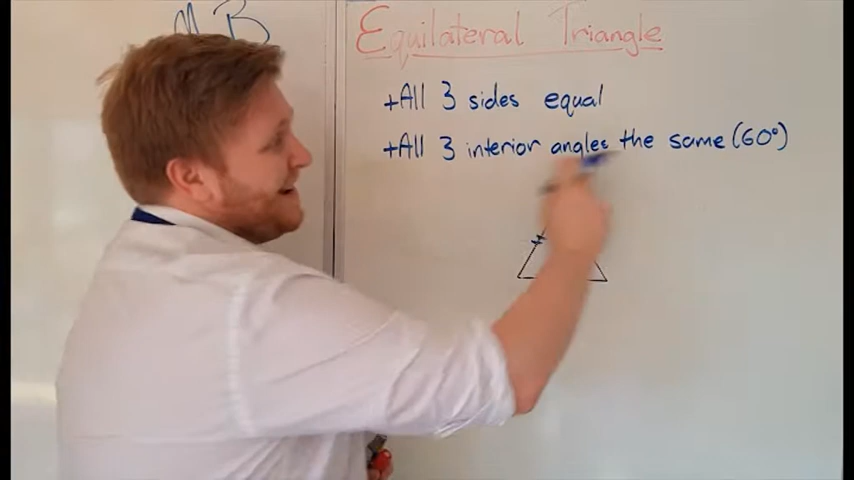 Equilateral Triangle
+All 3 sides equal
+All 3 interior angles the same (60°)